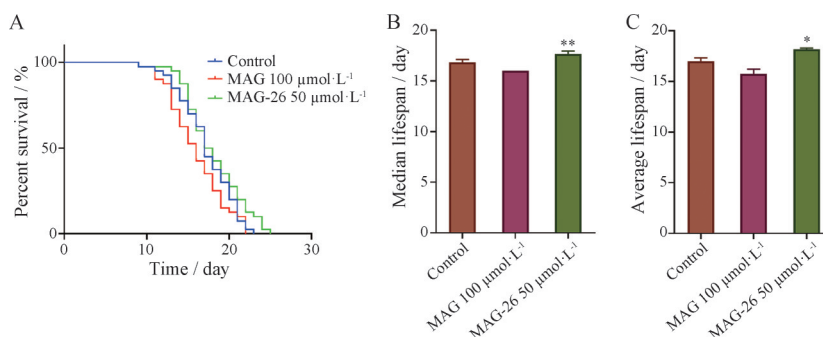 A
Percent survival / %
100
50
0
0
10
20
30
Time / day
Control
MAG 100 μmol·L⁻¹
MAG-26 50 μmol·L⁻¹
B
Median lifespan / day
20
15
10
5
0
**
Control
MAG 100 μmol·L⁻¹
MAG-26 50 μmol·L⁻¹
C
Average lifespan / day
20
15
10
5
0
*
Control
MAG 100 μmol·L⁻¹
MAG-26 50 μmol·L⁻¹